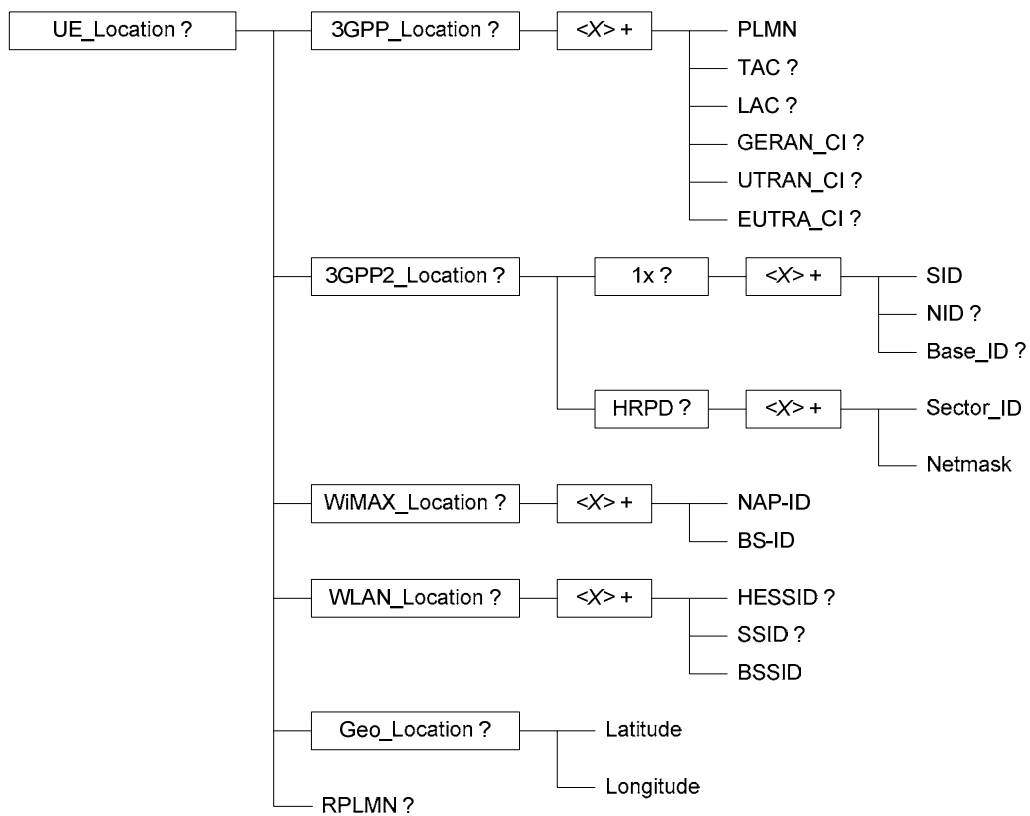 UE_Location ?
3GPP_Location ?
<X> +
PLMN
TAC ?
LAC ?
GERAN_CI ?
UTRAN_CI ?
EUTRA_CI ?
3GPP2_Location ?
1x ?
<X> +
SID
NID ?
Base_ID ?
HRPD ?
<X> +
Sector_ID
Netmask
WiMAX_Location ?
<X> +
NAP-ID
BS-ID
WLAN_Location ?
<X> +
HESSID ?
SSID ?
BSSID
Geo_Location ?
Latitude
Longitude
RPLMN ?